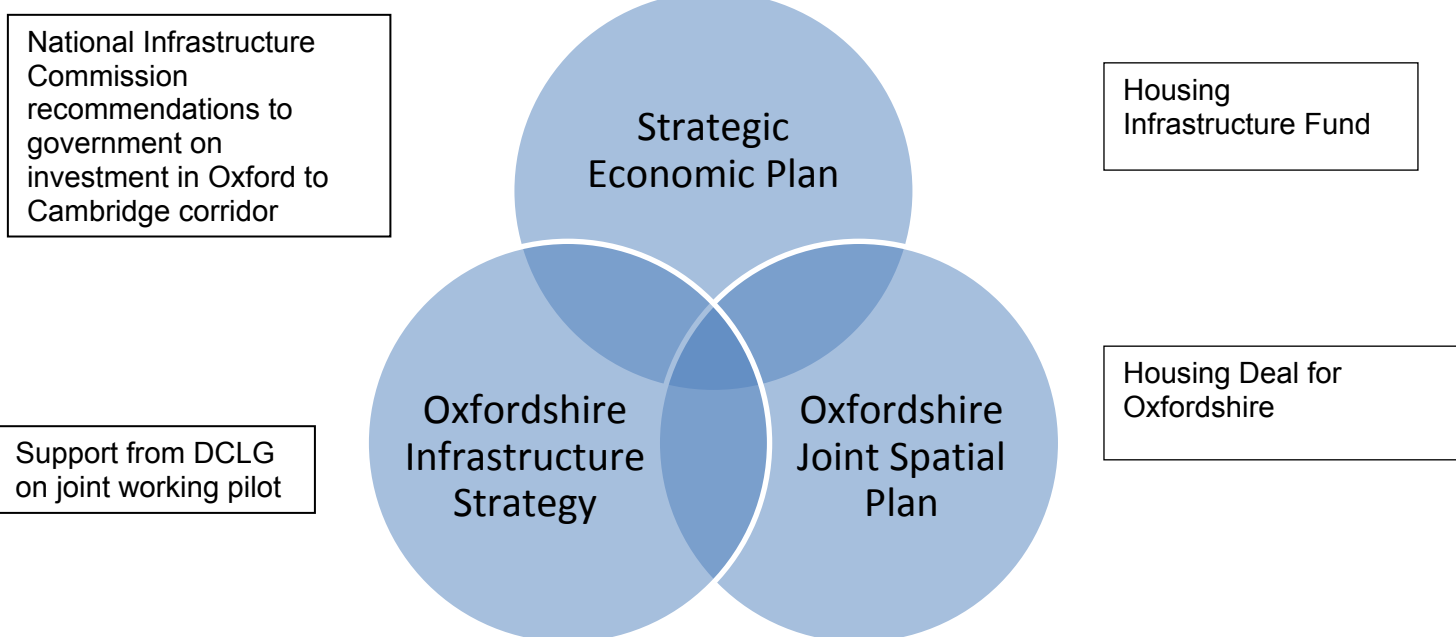 National Infrastructure
Commission
recommendations to
government on
investment in Oxford to
Cambridge corridor
Strategic
Economic Plan
Housing
Infrastructure Fund
Support from DCLG
on joint working pilot
Oxfordshire
Infrastructure
Strategy
Oxfordshire
Joint Spatial
Plan
Housing Deal for
Oxfordshire